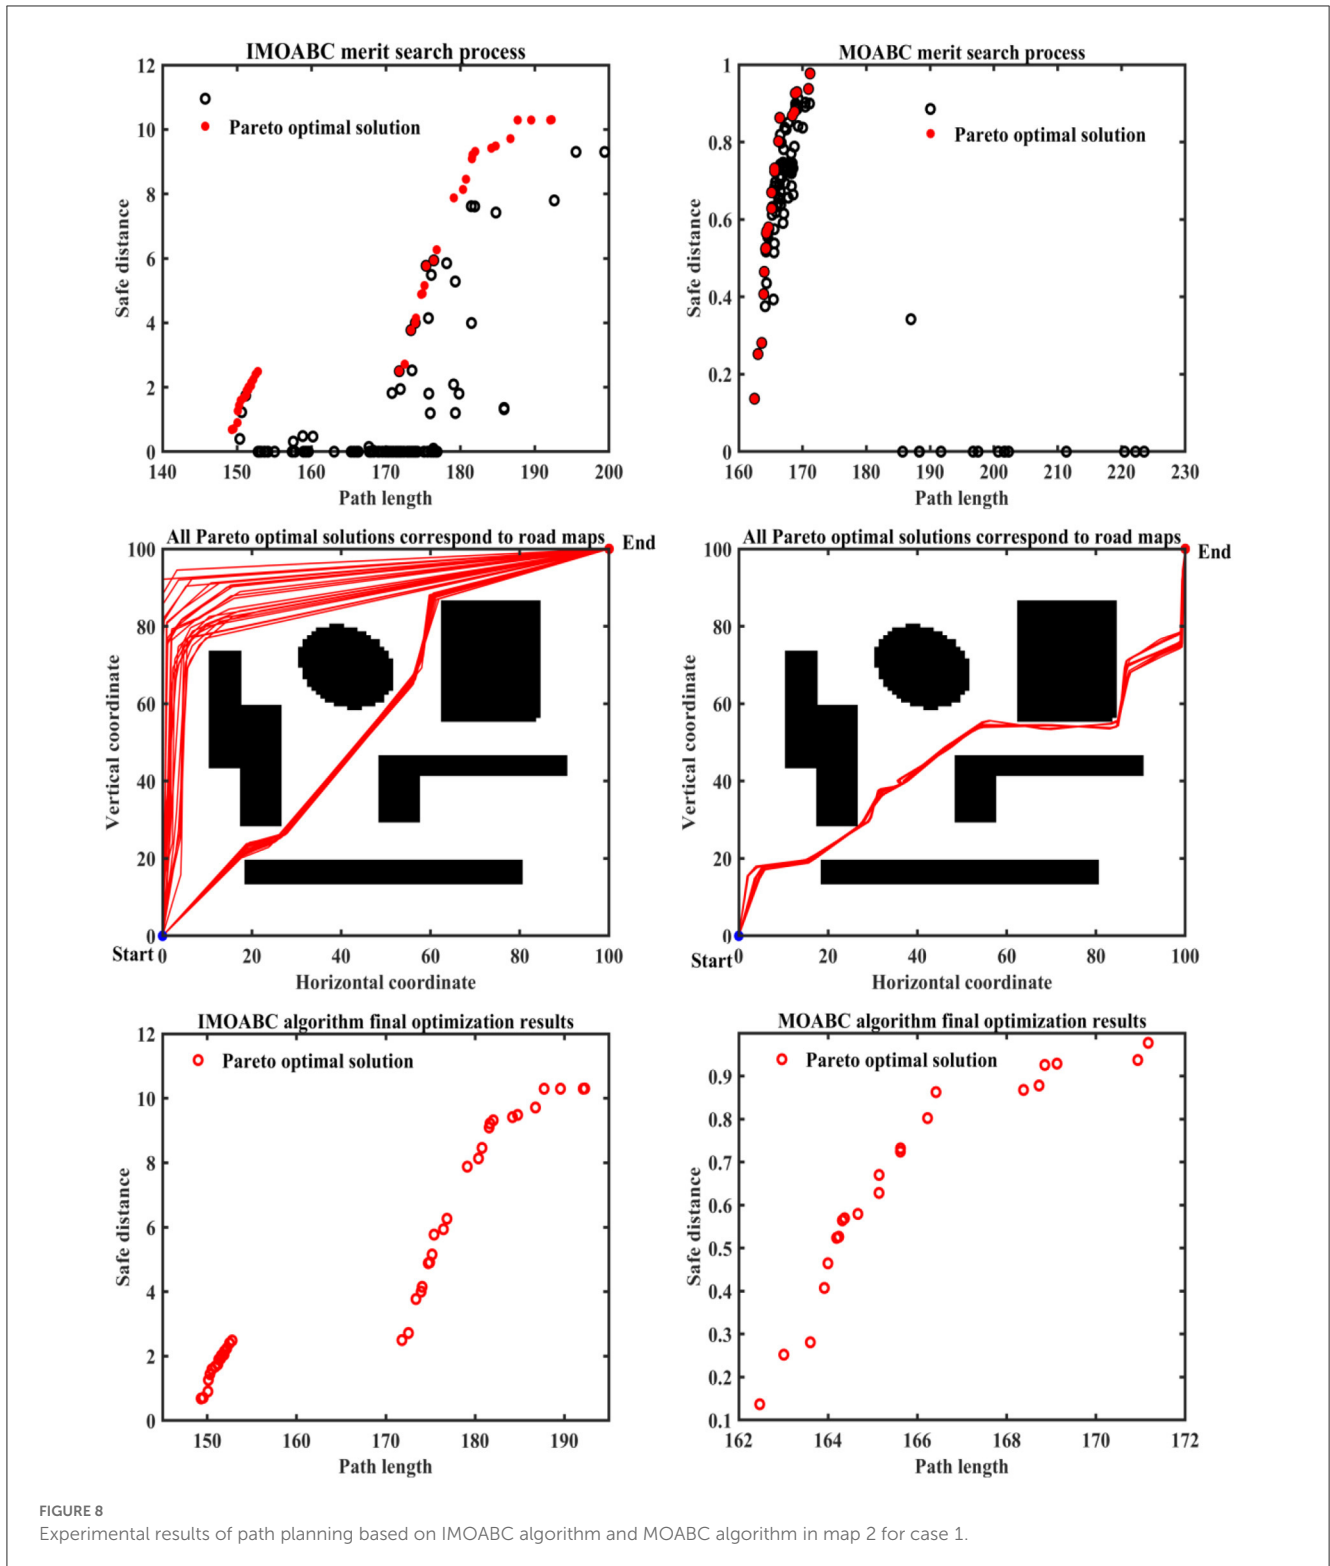 IMOABC merit search process
12
10
8
6
4
2
0
Safe distance
Pareto optimal solution
140 150 160 170 180 190 200
Path length
MOABC merit search process
1
0.8
0.6
0.4
0.2
0
Safe distance
Pareto optimal solution
160 170 180 190 200 210 220 230
Path length
All Pareto optimal solutions correspond to road maps
End
100
80
60
40
20
0
Vertical coordinate
Start
0 20 40 60 80 100
Horizontal coordinate
All Pareto optimal solutions correspond to road maps
End
100
80
60
40
20
0
Vertical coordinate
Start
20 40 60 80 100
Horizontal coordinate
IMOABC algorithm final optimization results
12
10
8
6
4
2
0
Safe distance
Pareto optimal solution
150 160 170 180 190
Path length
MOABC algorithm final optimization results
0.9
0.8
0.7
0.6
0.5
0.4
0.3
0.2
0.1
Safe distance
Pareto optimal solution
162 164 166 168 170 172
Path length
FIGURE 8
Experimental results of path planning based on IMOABC algorithm and MOABC algorithm in map 2 for case 1.